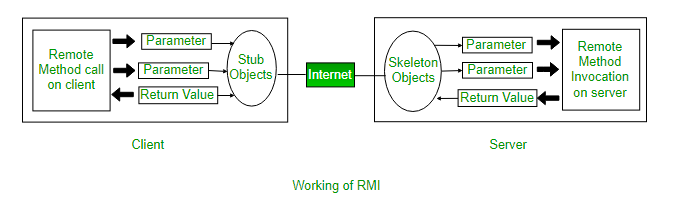 Remote
Method call
on client
Parameter
Parameter
Return Value
Stub
Objects
Internet
Skeleton
Objects
Parameter
Parameter
Return Value
Remote
Method
Invocation
on server
Client
Server
Working of RMI